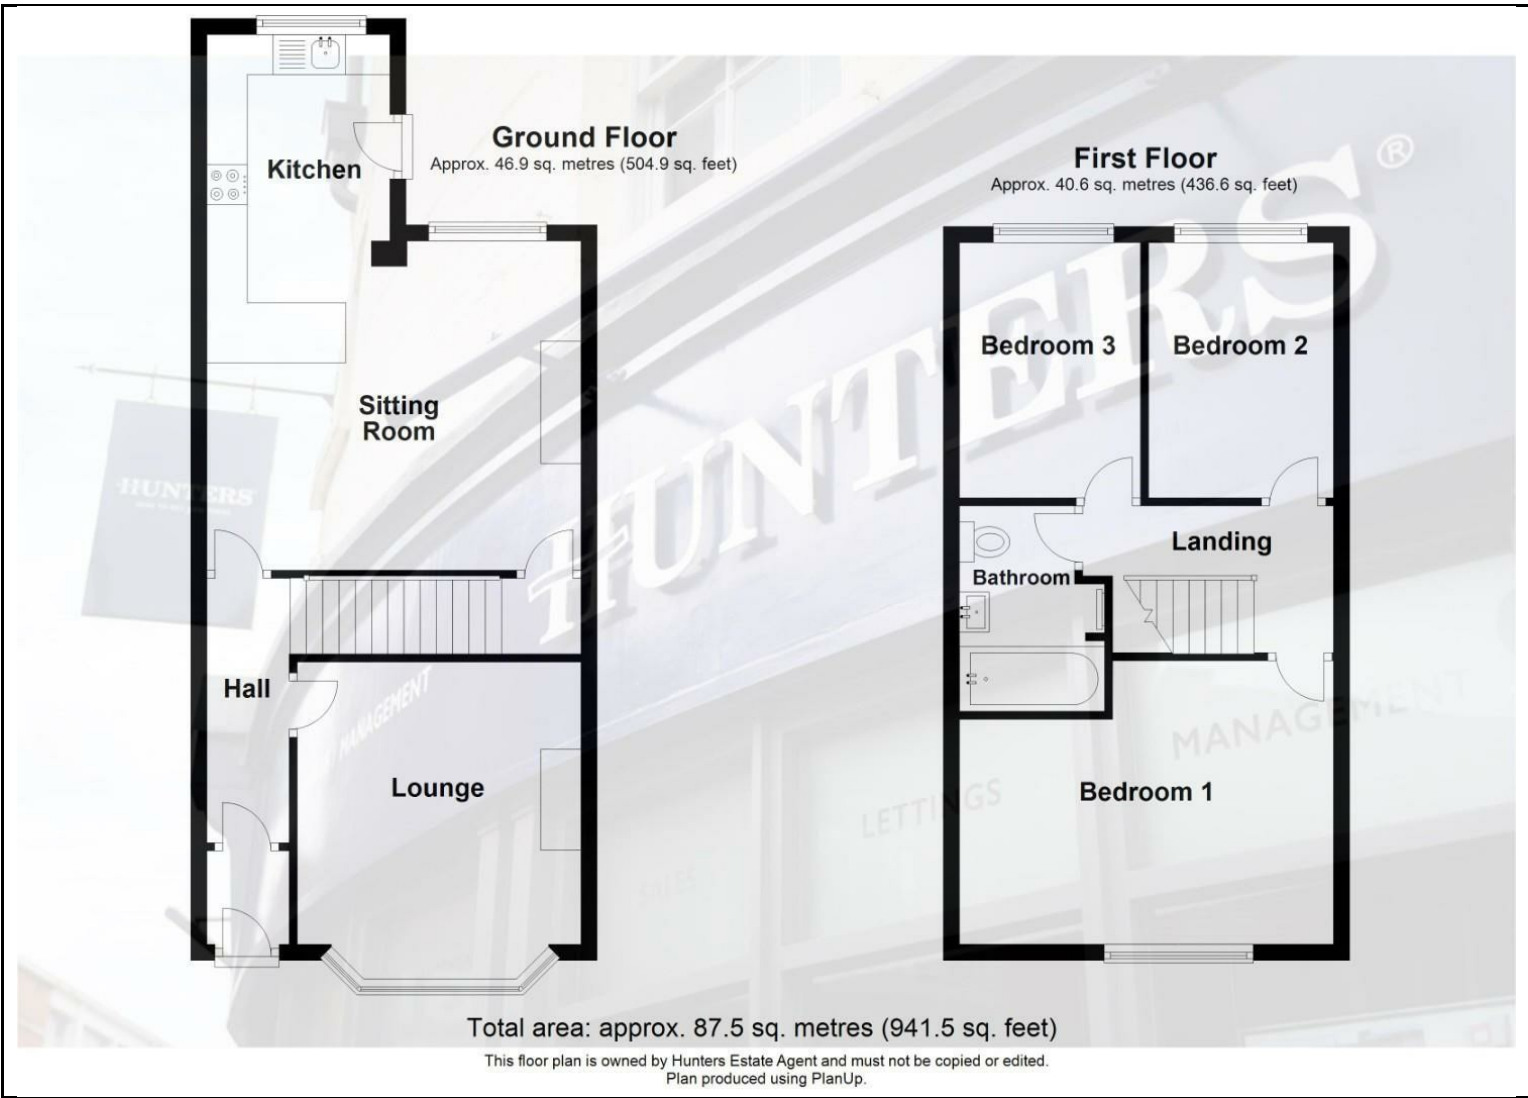 Ground Floor
Approx. 46.9 sq. metres (504.9 sq. feet)
Kitchen
Sitting
Room
Hall
Lounge
First Floor
Approx. 40.6 sq. metres (436.6 sq. feet)
Bedroom 3
Bedroom 2
Landing
Bathroom
Bedroom 1
HUNTERS®
HUNTERS
MANAGEMENT
SALES
LETTINGS
MANAGEMENT
Total area: approx. 87.5 sq. metres (941.5 sq. feet)
This floor plan is owned by Hunters Estate Agent and must not be copied or edited.
Plan produced using PlanUp.